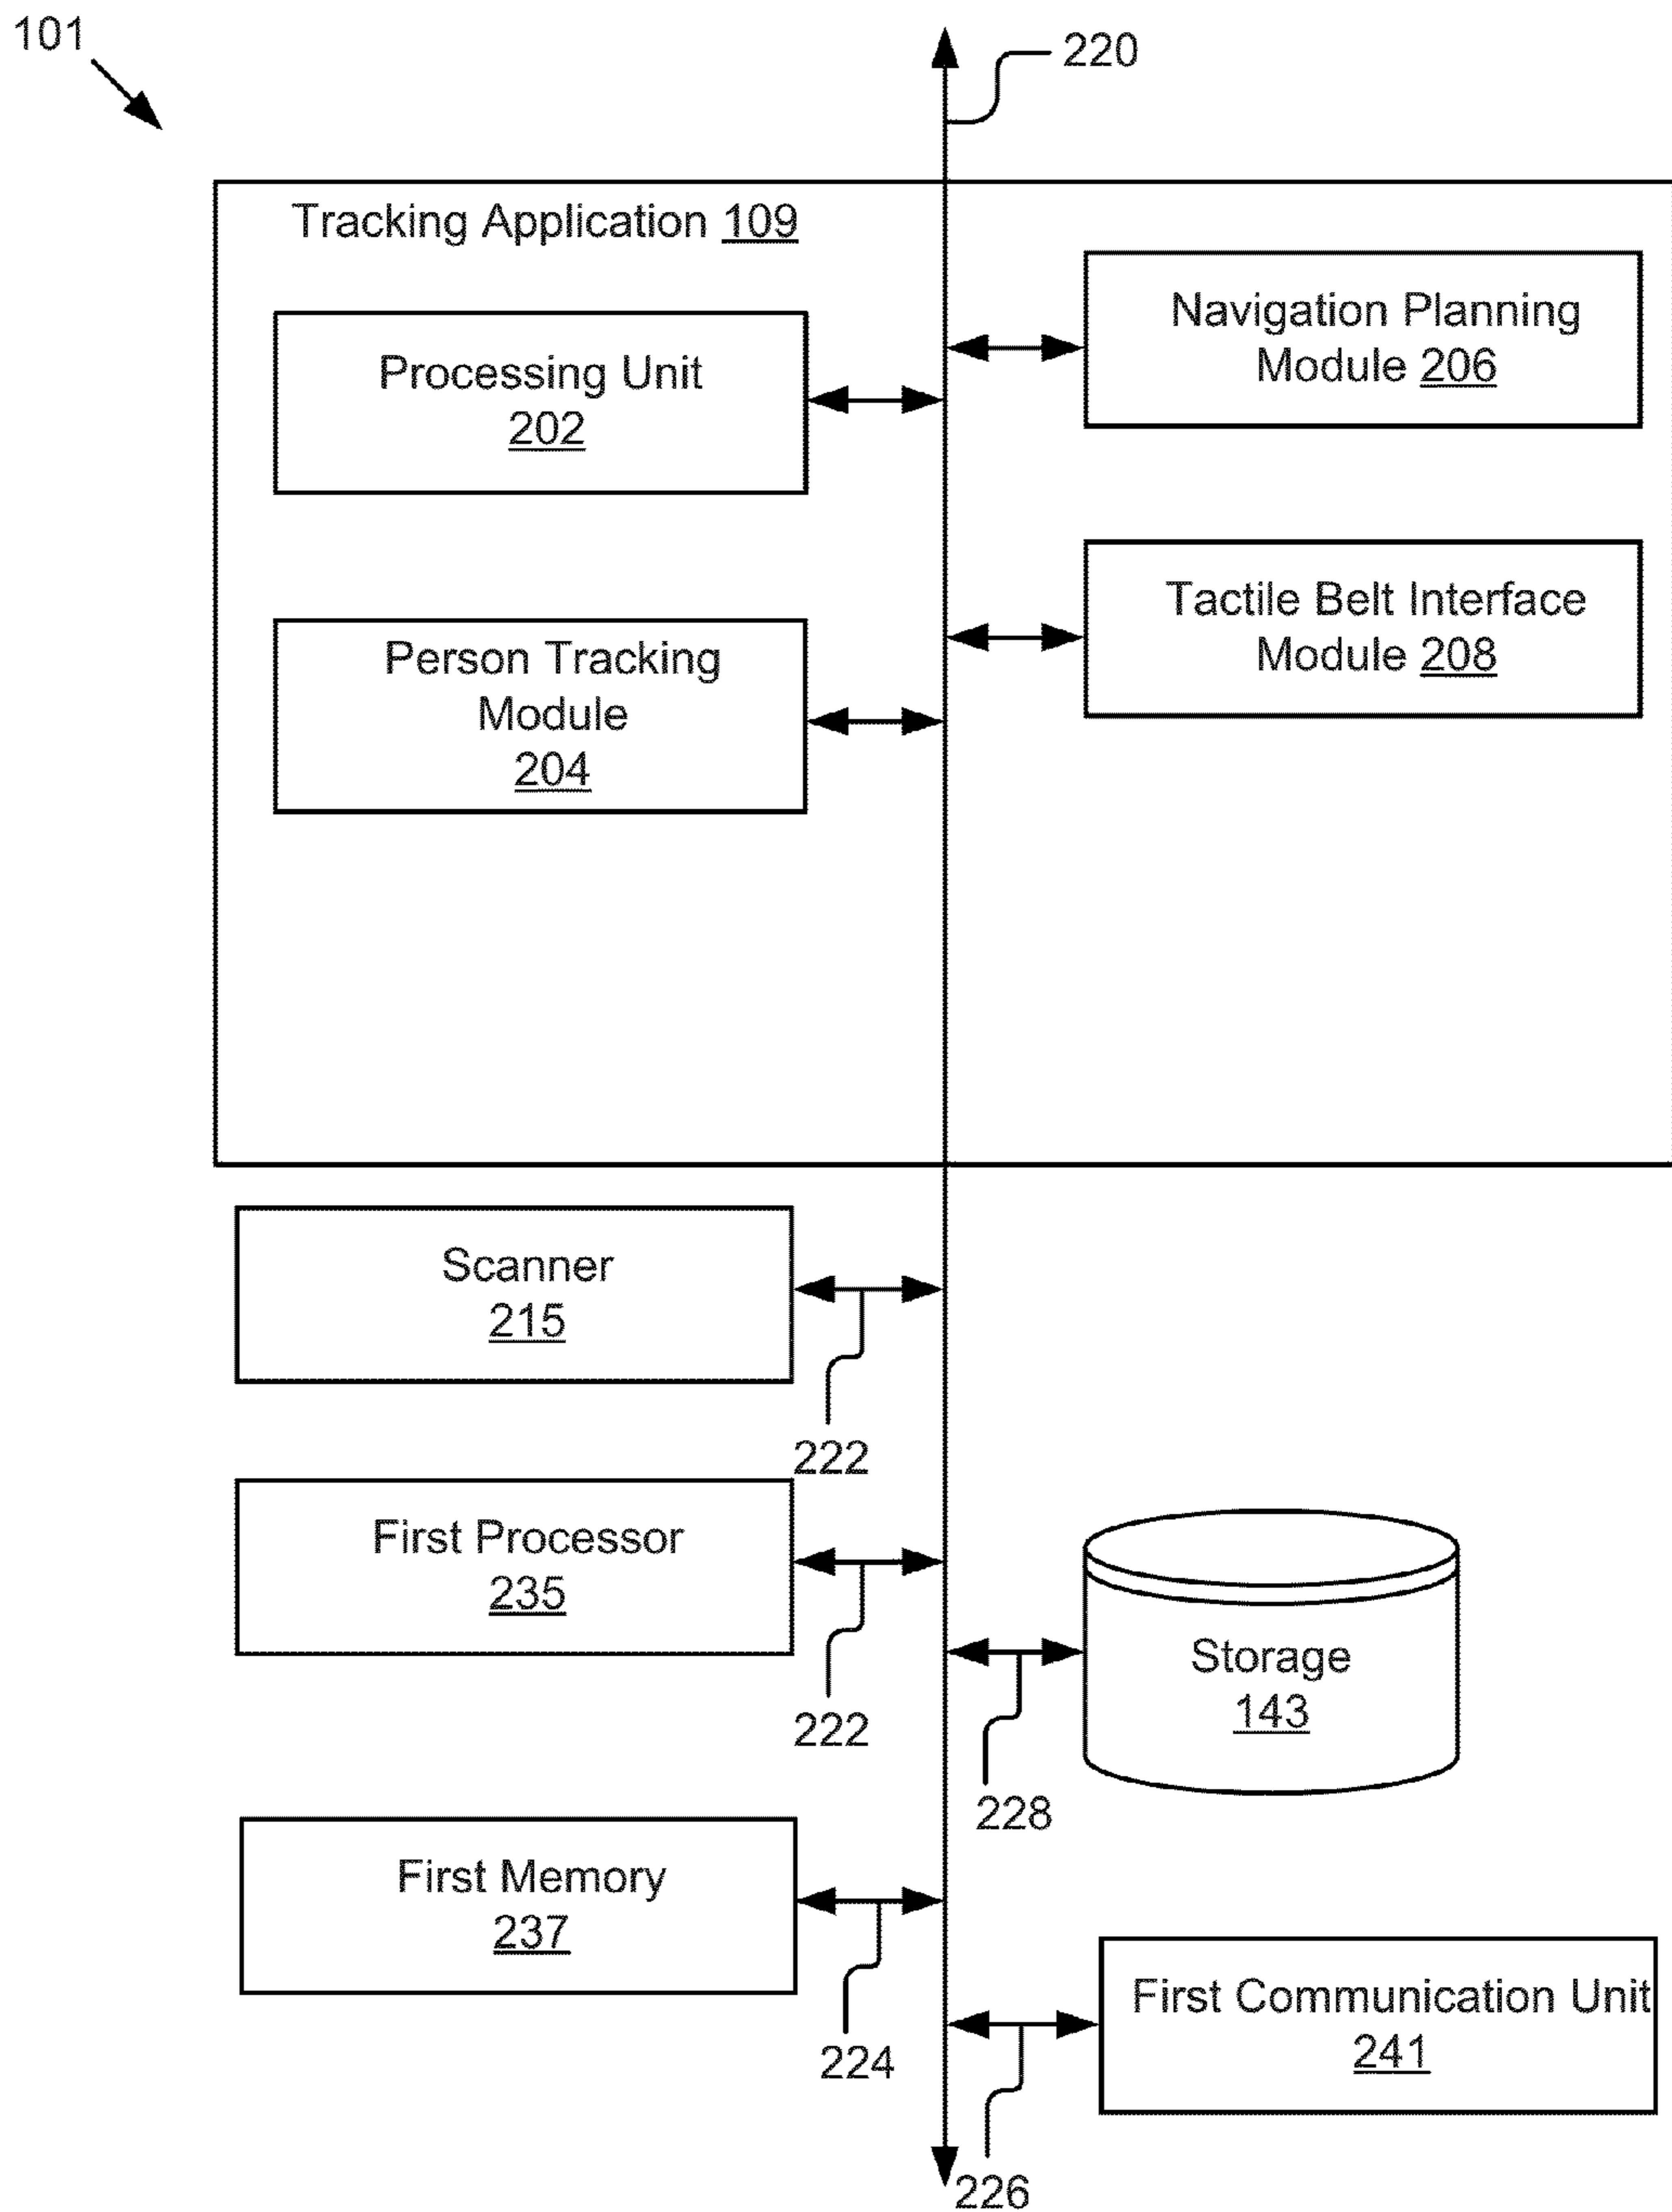 101
220
Tracking Application 109
Navigation Planning
Module 206
Processing Unit
202
Tactile Belt Interface
Module 208
Person Tracking
Module
204
Scanner
215
222
First Processor
235
222
Storage
143
228
First Memory
237
224
First Communication Unit
241
226